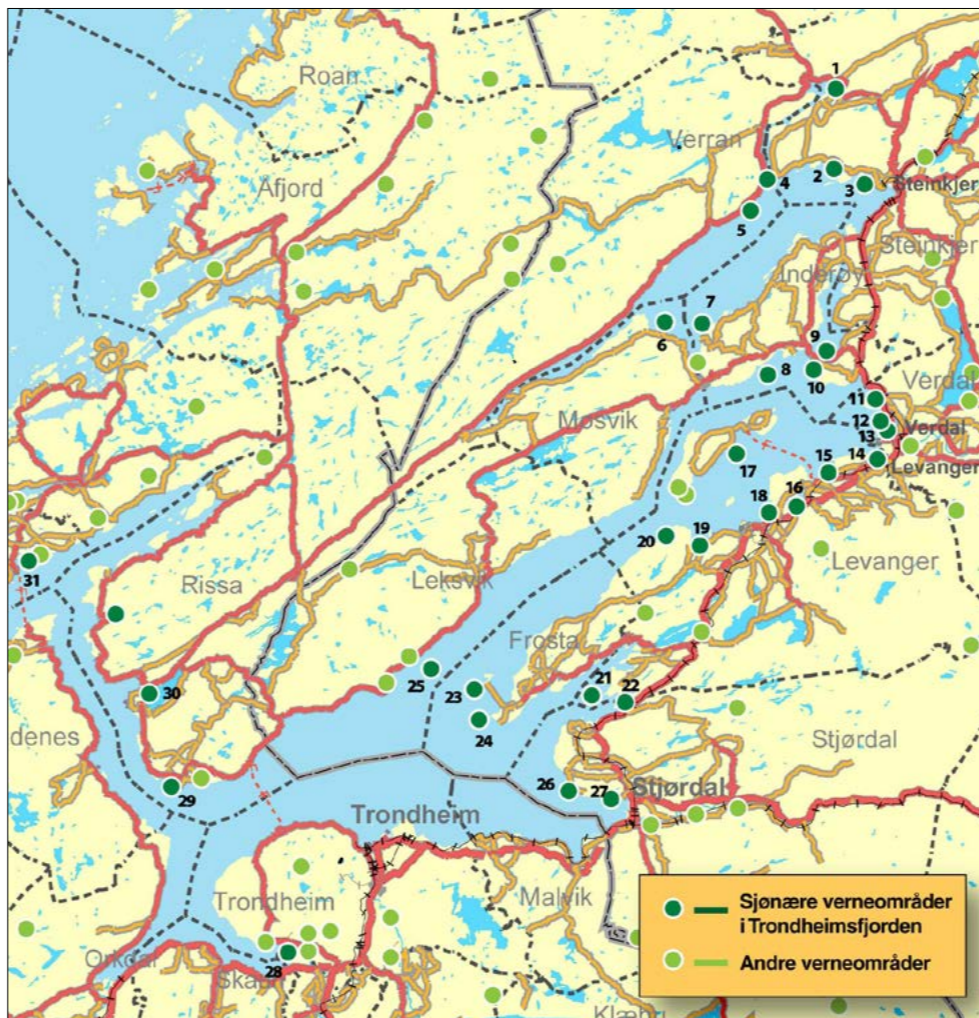 Roan
1
Verran
Åfjord
2
3
4
Steinkjer
5
Steinkjer
Inderøy
7
6
9
8
10
Verdal
11
Mosvik
12
Verdal
13
14
Levanger
15
17
16
18
19
20
Levanger
31
Rissa
Leksvik
Frosta
25
23
21
22
30
24
denes
Stjørdal
26
27
Stjørdal
29
Trondheim
Trondheim
Malvik
Orkdal
28
Skaun
Klæbu
Sjønære verneområder
i Trondheimsfjorden
Andre verneområder